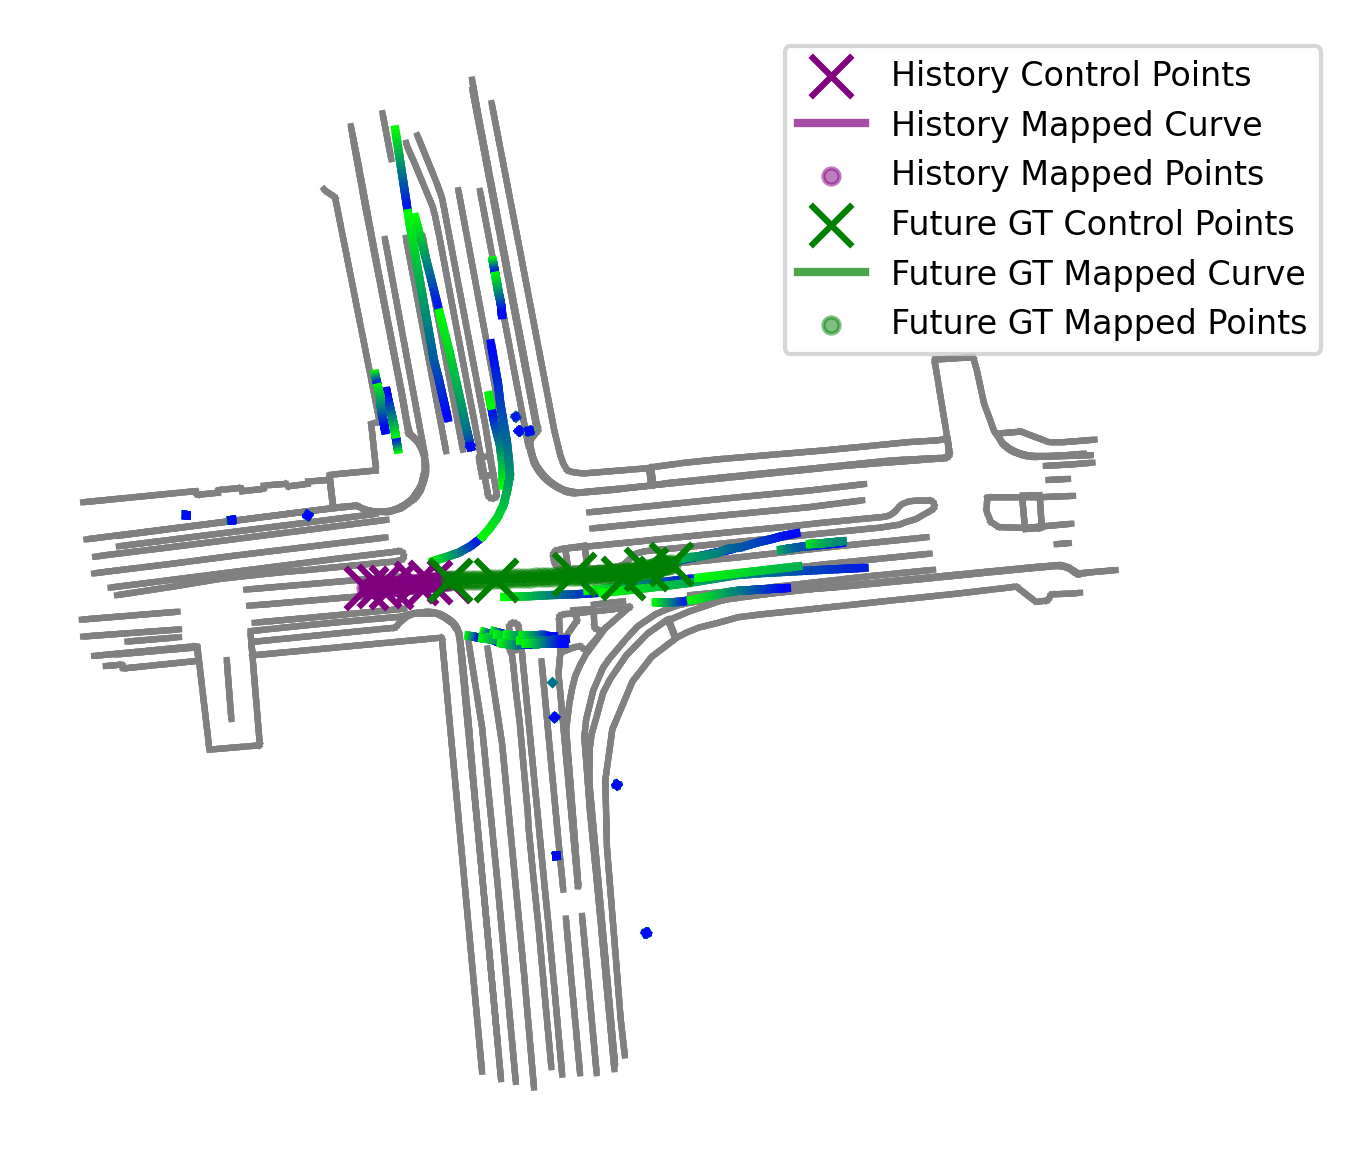 History Control Points
History Mapped Curve
History Mapped Points
Future GT Control Points
Future GT Mapped Curve
Future GT Mapped Points